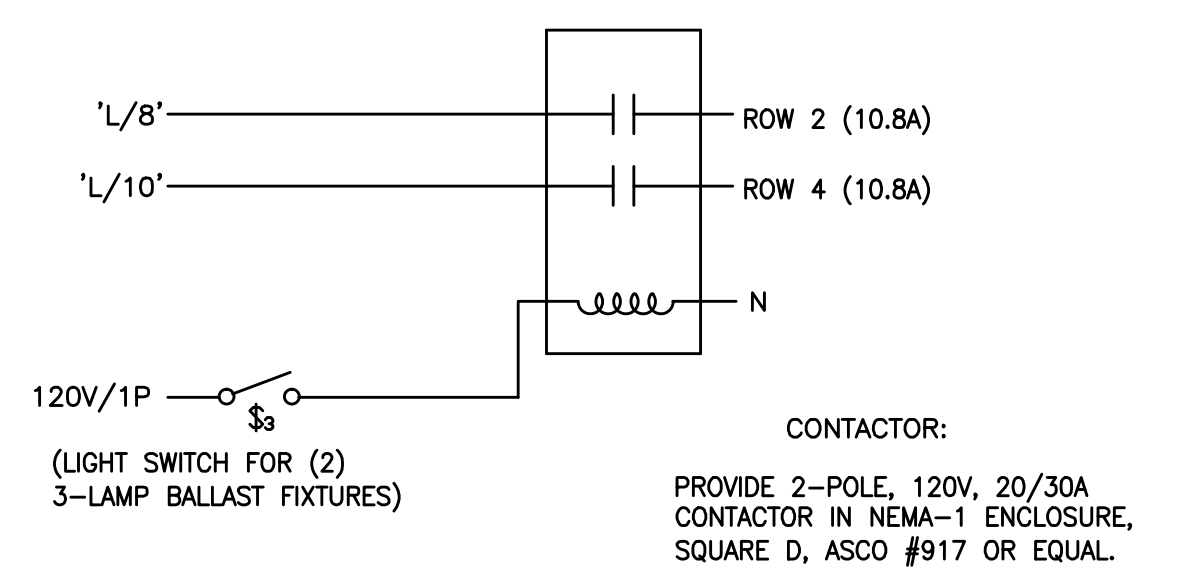 'L/8'
ROW 2 (10.8A)
'L/10'
ROW 4 (10.8A)
N
120V/1P
$3
(LIGHT SWITCH FOR (2)
3-LAMP BALLAST FIXTURES)
CONTACTOR:
PROVIDE 2-POLE, 120V, 20/30A
CONTACTOR IN NEMA-1 ENCLOSURE,
SQUARE D, ASCO #917 OR EQUAL.